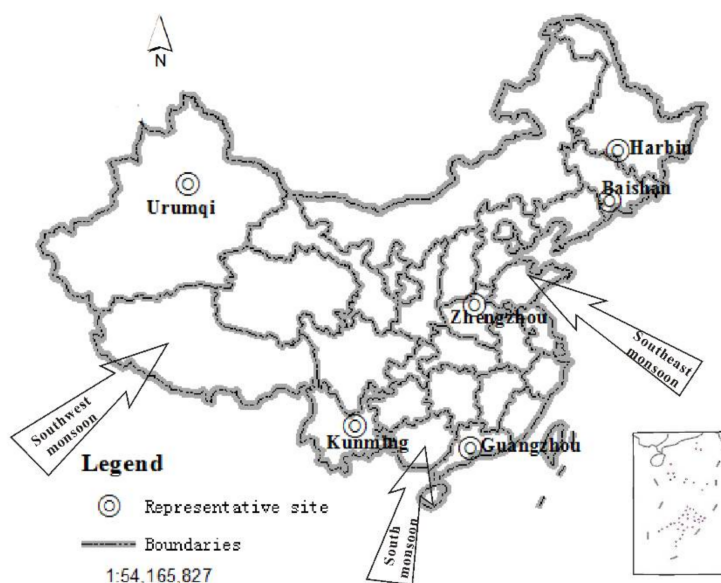 N
Harbin
Baishan
Urumqi
Zhengzhou
Southeast
monsoon
Southwest
monsoon
Kunming
Guangzhou
South
monsoon
Legend
Representative site
Boundaries
1:54,165,827